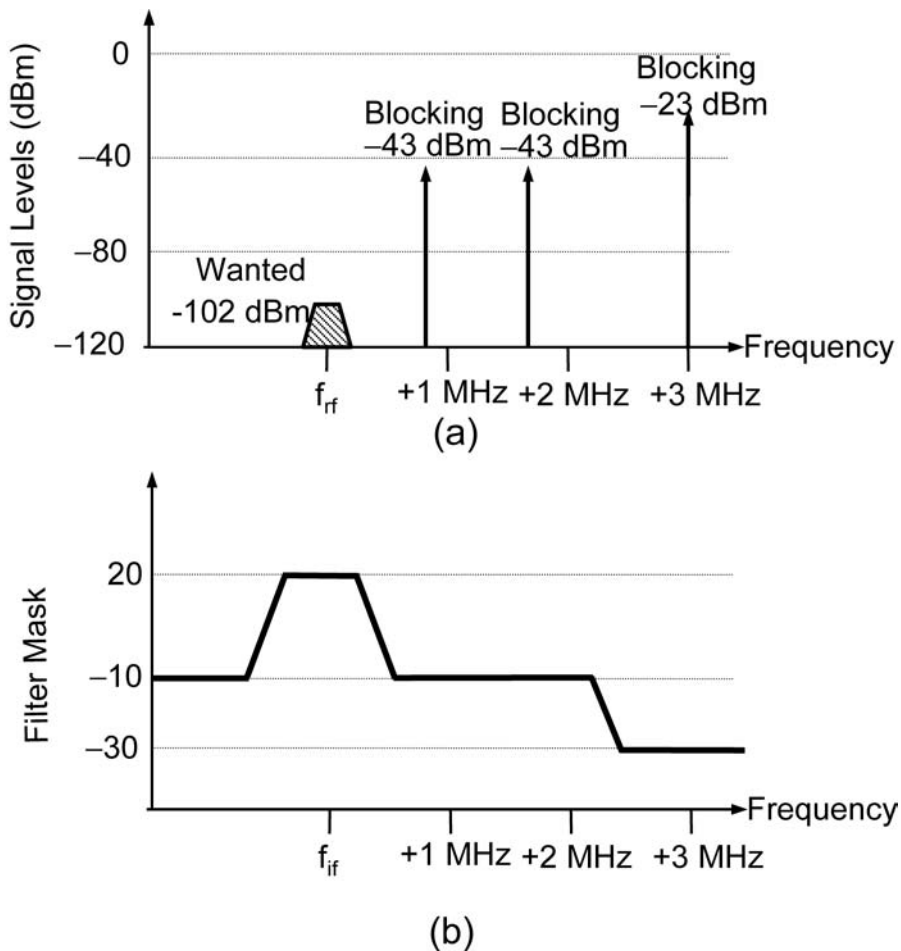 Signal Levels (dBm)
0
−40
−80
−120
Blocking
−23 dBm
Blocking
−43 dBm
Blocking
−43 dBm
Wanted
-102 dBm
Frequency
f_rf
+1 MHz
+2 MHz
+3 MHz
(a)
Filter Mask
20
−10
−30
Frequency
f_if
+1 MHz
+2 MHz
+3 MHz
(b)